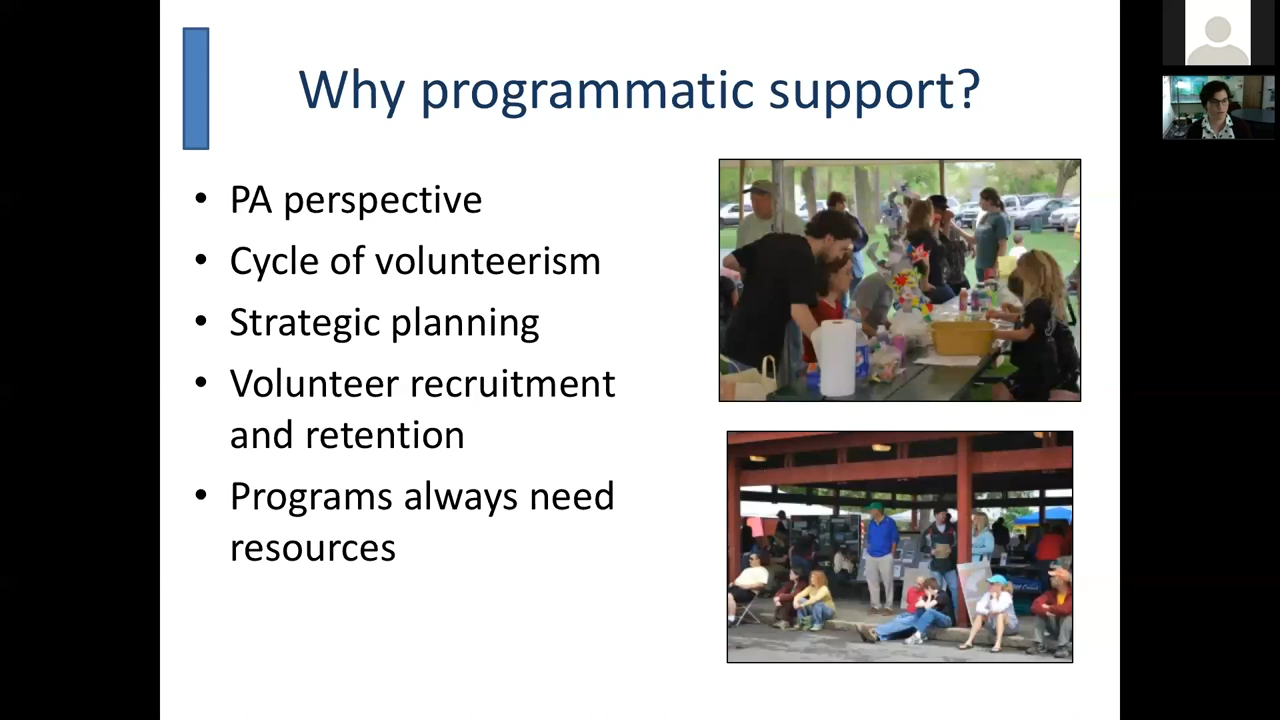 Why programmatic support?
• PA perspective
• Cycle of volunteerism
• Strategic planning
• Volunteer recruitment
and retention
• Programs always need
resources